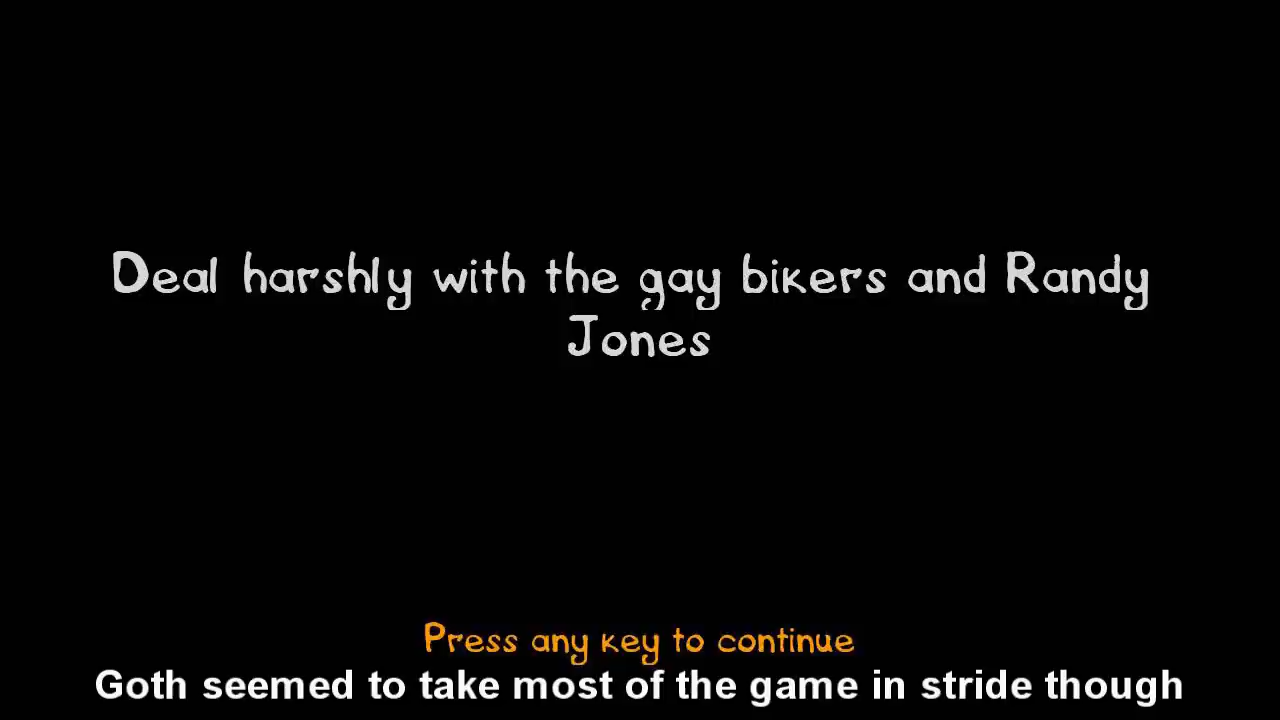 Deal harshly with the gay bikers and Randy
Jones
Press any key to continue
Goth seemed to take most of the game in stride though